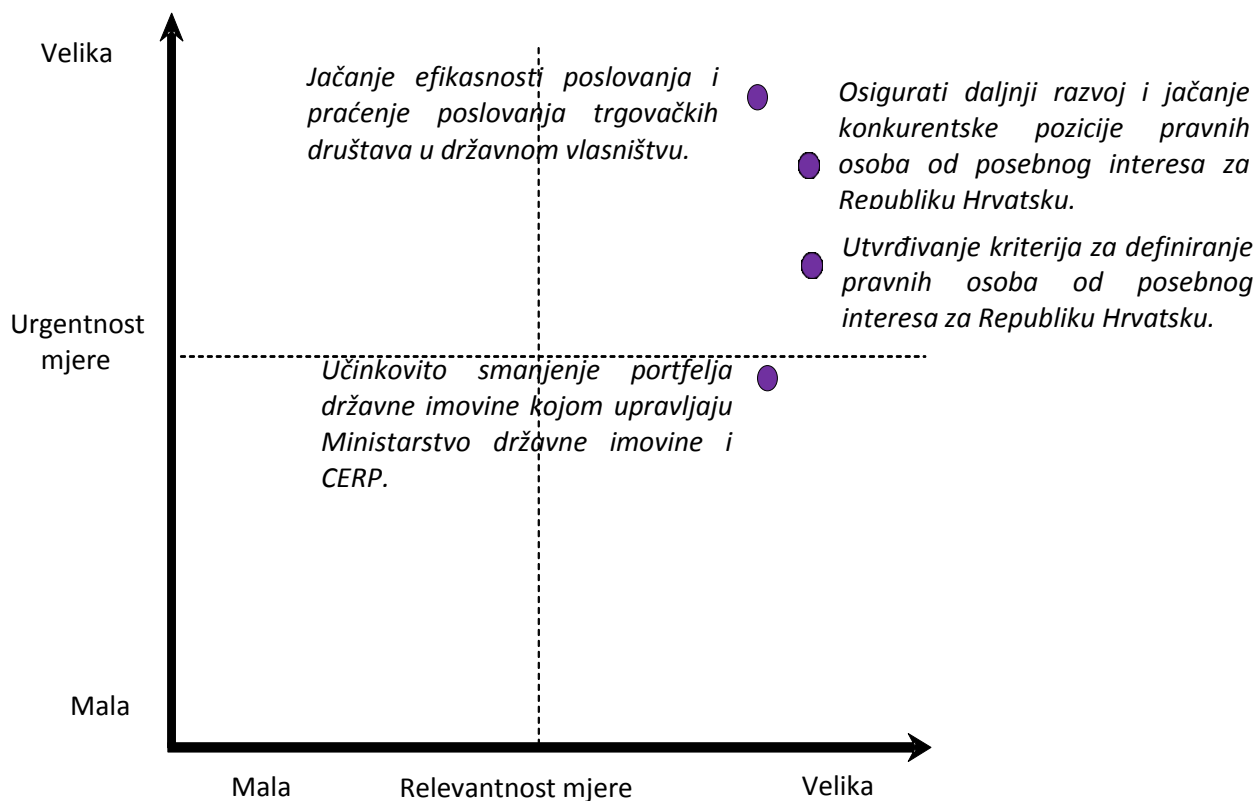 Velika
Jačanje efikasnosti poslovanja i
praćenje poslovanja trgovačkih
društava u državnom vlasništvu.
Osigurati daljnji razvoj i jačanje
konkurentske pozicije pravnih
osoba od posebnog interesa za
Republiku Hrvatsku.
Utvrđivanje kriterija za definiranje
pravnih osoba od posebnog
interesa za Republiku Hrvatsku.
Urgentnost
mjere
Učinkovito smanjenje portfelja
državne imovine kojom upravljaju
Ministarstvo državne imovine i
CERP.
Mala
Mala
Relevantnost mjere
Velika